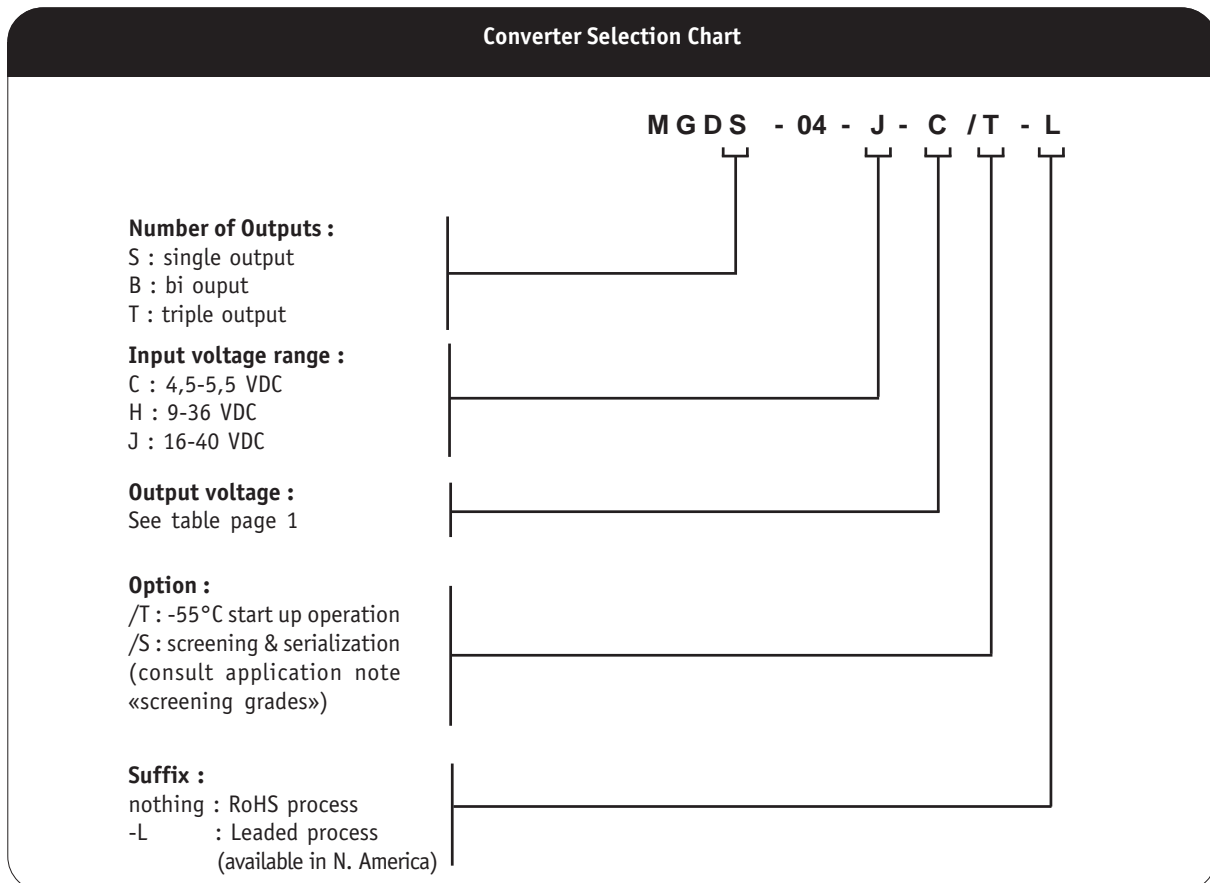 Converter Selection Chart
MGDS - 04 - J - C /T - L
Number of Outputs :
S : single output
B : bi ouput
T : triple output
Input voltage range :
C : 4,5-5,5 VDC
H : 9-36 VDC
J : 16-40 VDC
Output voltage :
See table page 1
Option :
/T : -55°C start up operation
/S : screening & serialization
(consult application note
«screening grades»)
Suffix :
nothing : RoHS process
-L : Leaded process
(available in N. America)